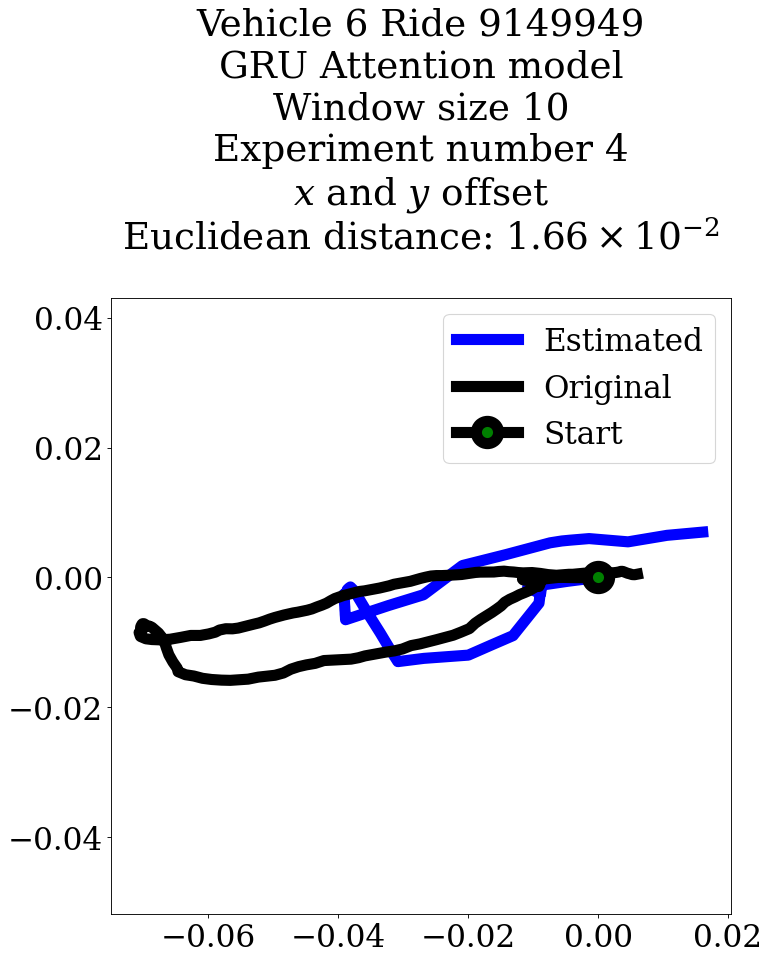 Vehicle 6 Ride 9149949
GRU Attention model
Window size 10
Experiment number 4
x and y offset
Euclidean distance: 1.66 × 10⁻²
0.04
0.02
0.00
−0.02
−0.04
Estimated
Original
Start
−0.06
−0.04
−0.02
0.00
0.02